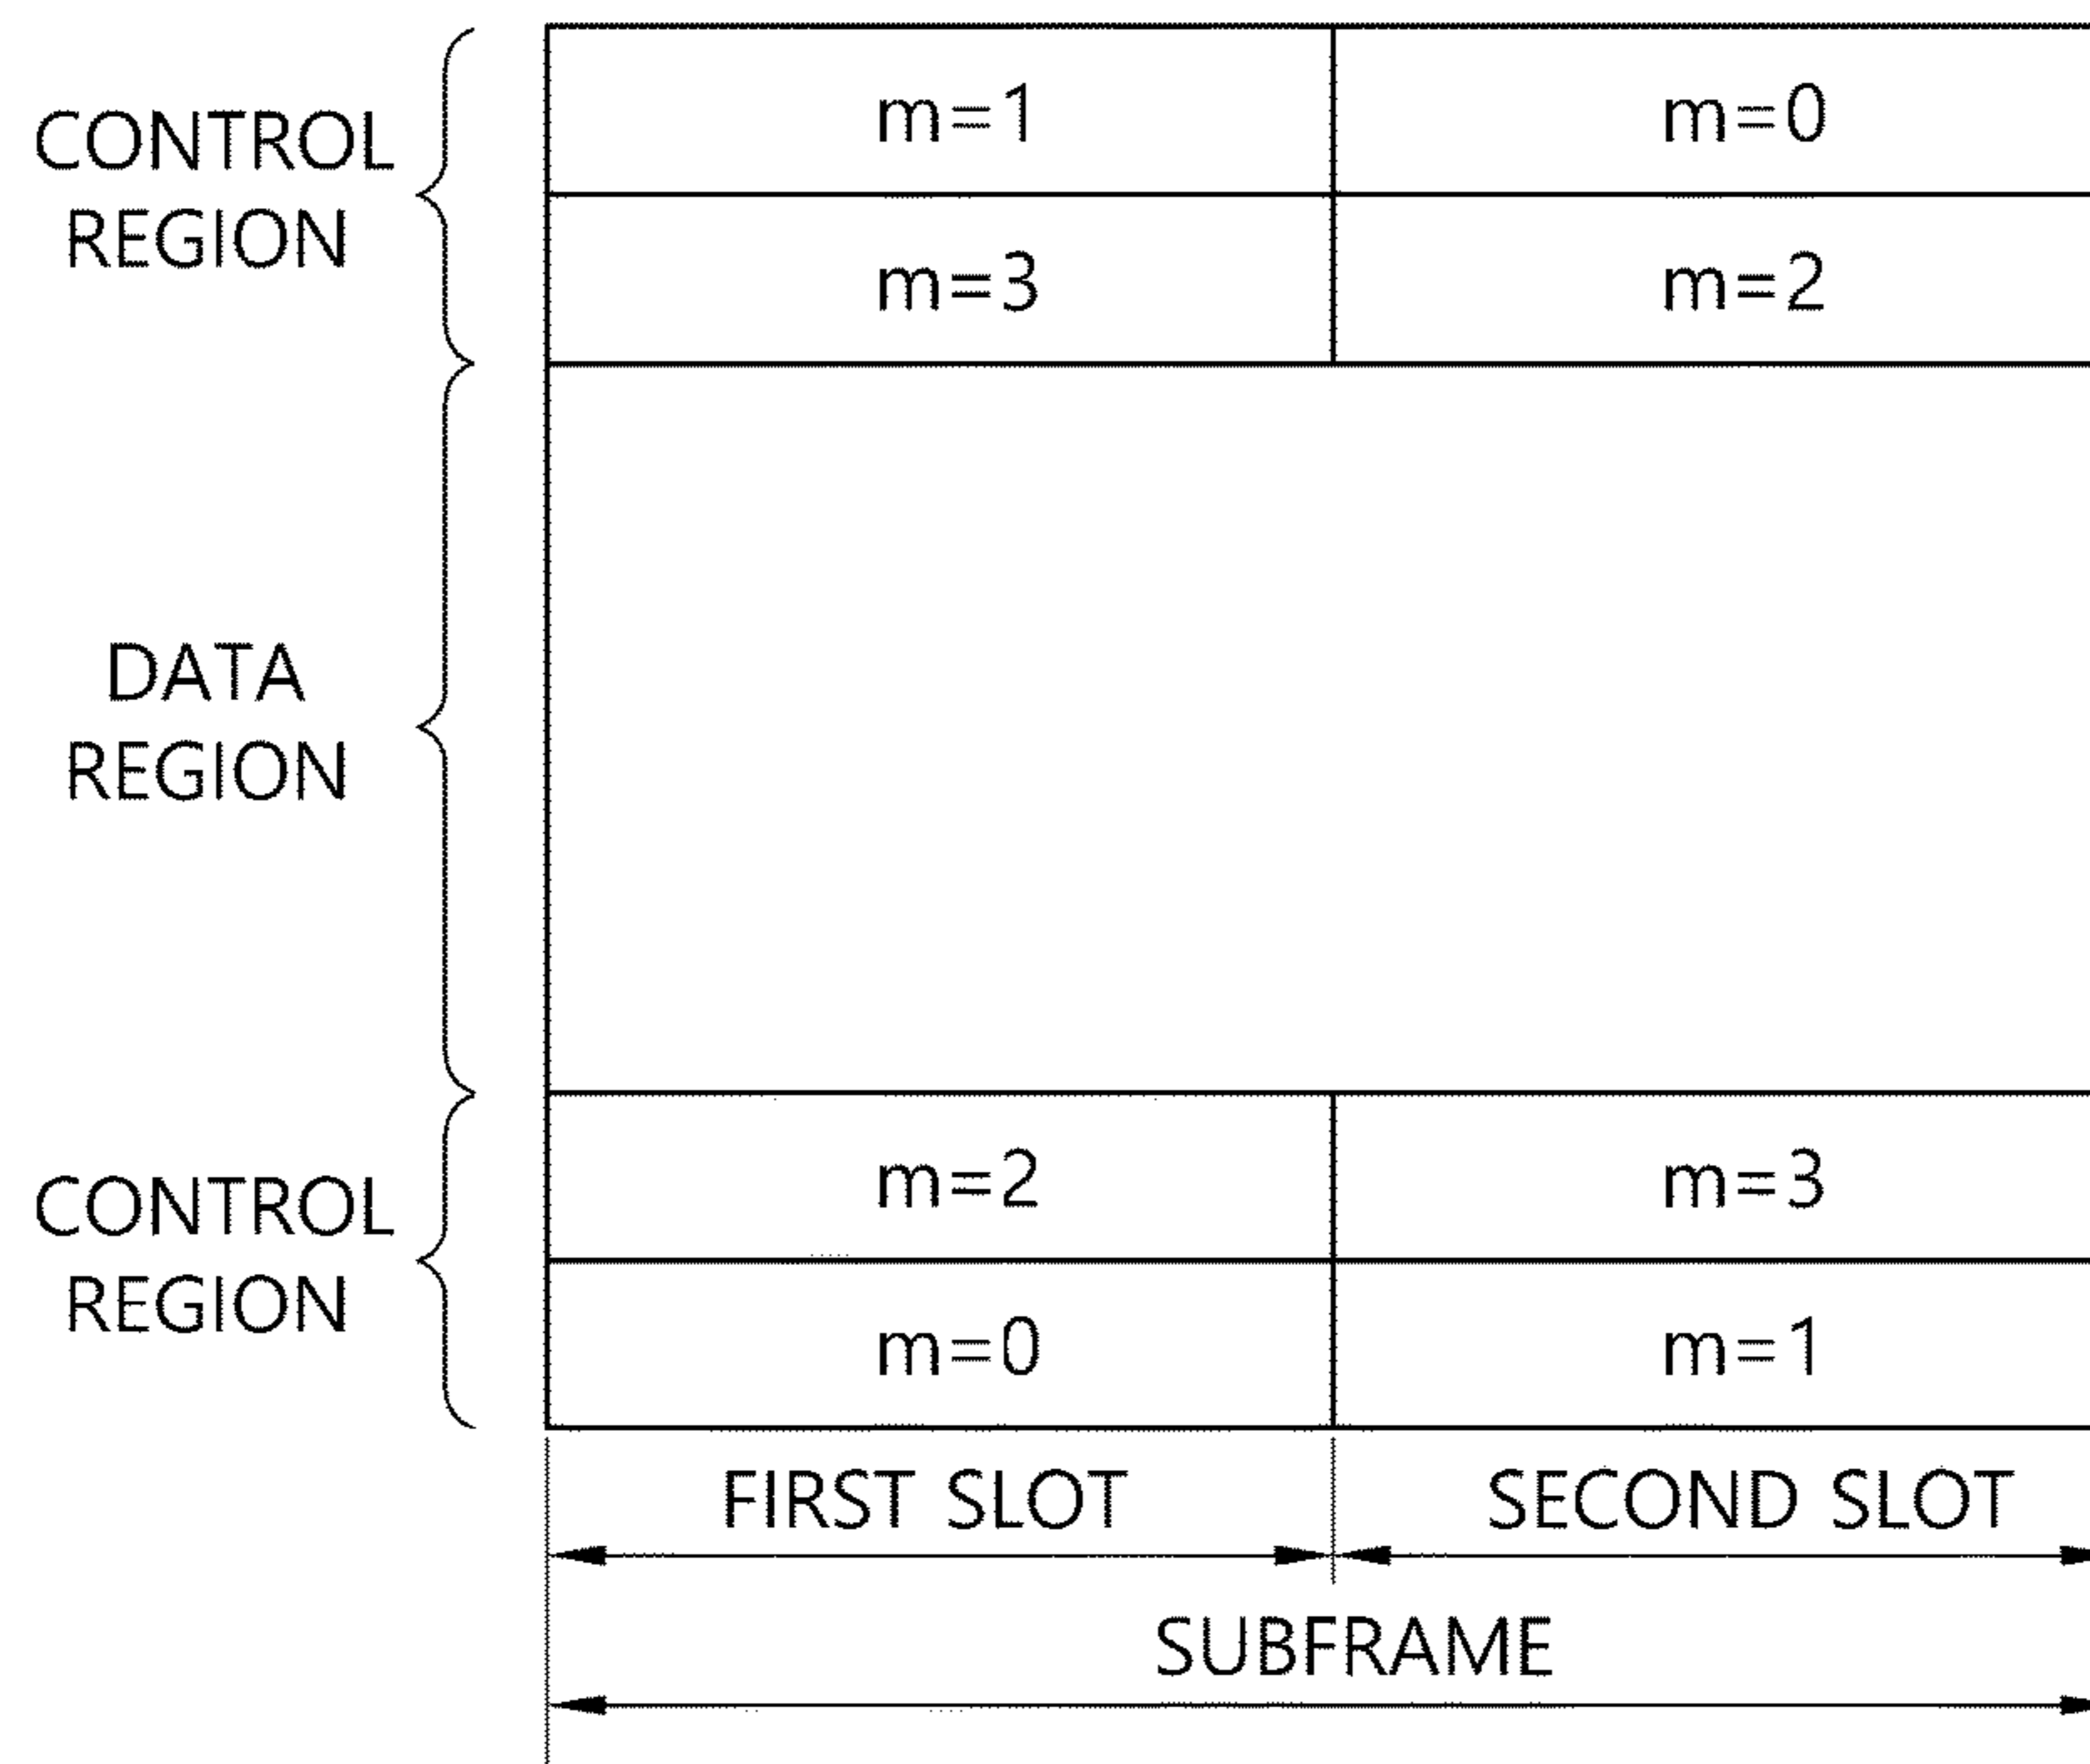 m=1 m=0
CONTROL
REGION
m=3 m=2
DATA
REGION
m=2 m=3
CONTROL
REGION
m=0 m=1
FIRST SLOT SECOND SLOT
SUBFRAME